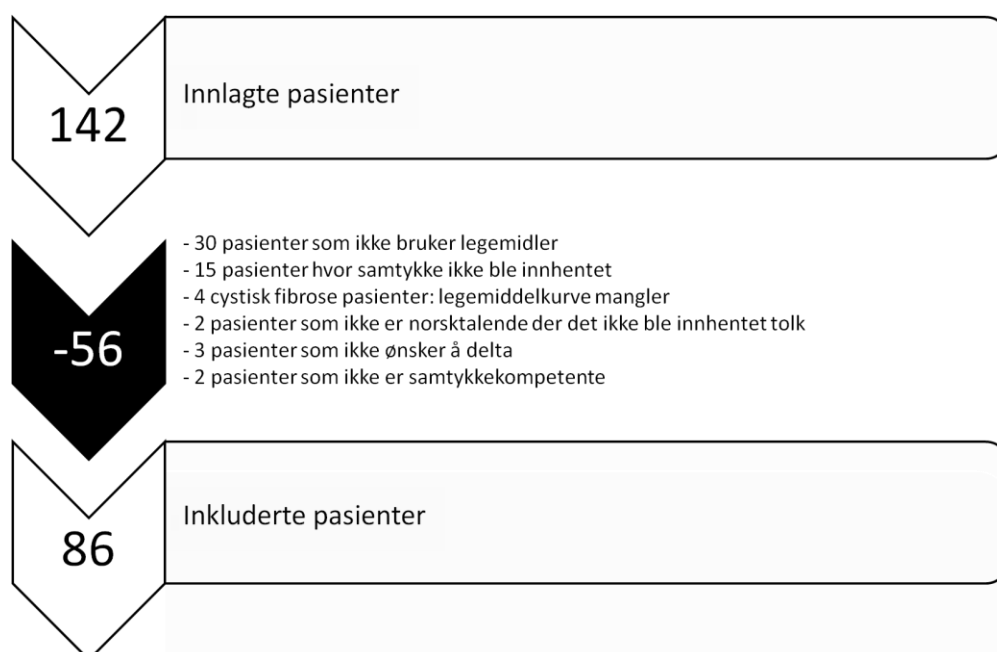 142
Innlagte pasienter
-56
- 30 pasienter som ikke bruker legemidler
- 15 pasienter hvor samtykke ikke ble innhentet
- 4 cystisk fibrose pasienter: legemiddelkurve mangler
- 2 pasienter som ikke er norsktalende der det ikke ble innhentet tolk
- 3 pasienter som ikke ønsker å delta
- 2 pasienter som ikke er samtykkekompetente
86
Inkluderte pasienter